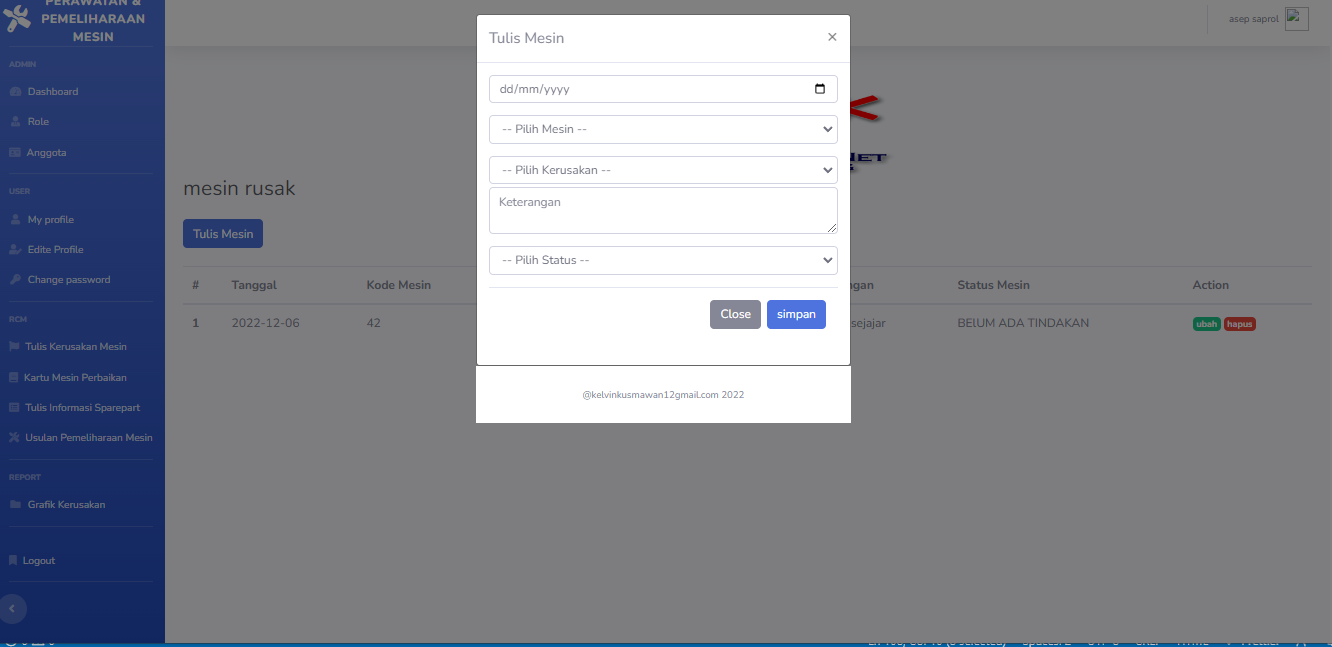 PERAWATAN &
PEMELIHARAAN
MESIN
ADMIN
Dashboard
Role
Anggota
USER
My profile
Edite Profile
Change password
RCM
Tulis Kerusakan Mesin
Kartu Mesin Perbaikan
Tulis Informasi Sparepart
Usulan Pemeliharaan Mesin
REPORT
Grafik Kerusakan
Logout
asep saprol
mesin rusak
Tulis Mesin
# Tanggal Kode Mesin Status Mesin Action
1 2022-12-06 42 sejajar BElUM ADA TINDAKAN ubah hapus
Tulis Mesin ×
dd/mm/yyyy
-- Pilih Mesin --
-- Pilih Kerusakan --
Keterangan
-- Pilih Status --
Close simpan
@kelvinkusmawan12gmail.com 2022